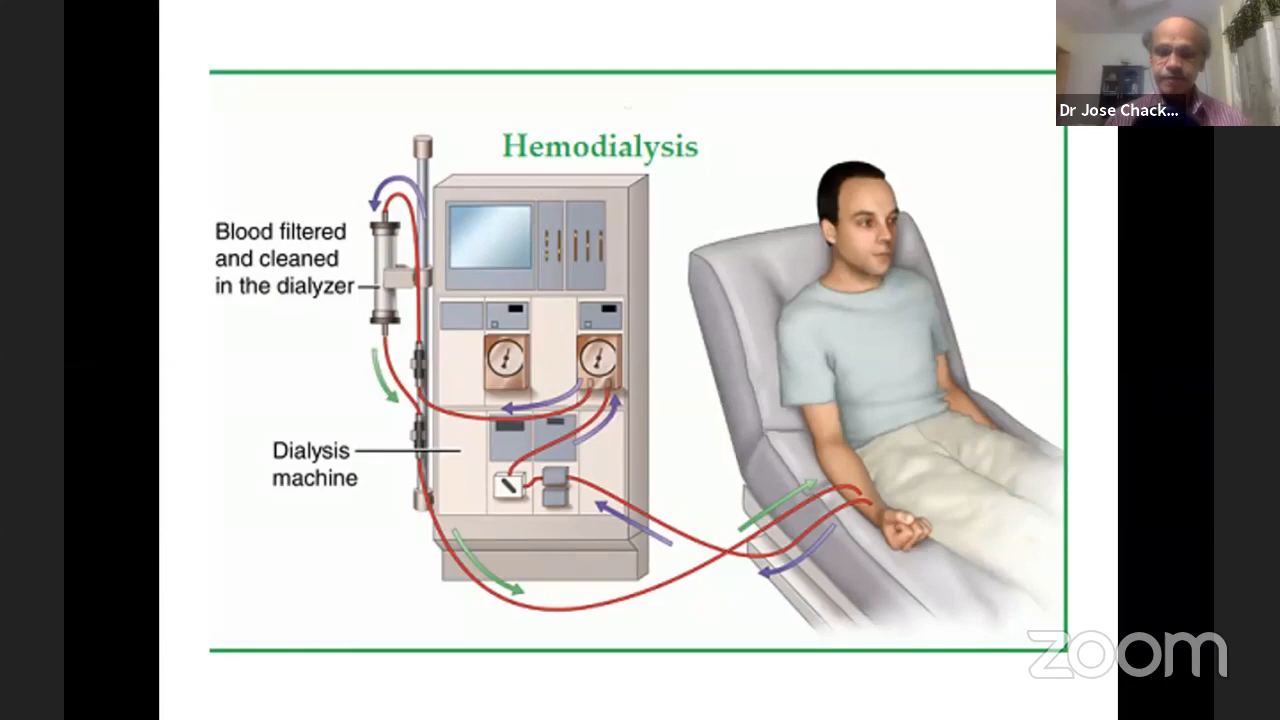 Dr Jose Chack...
Hemodialysis
Blood filtered
and cleaned
in the dialyzer
Dialysis
machine
zoom